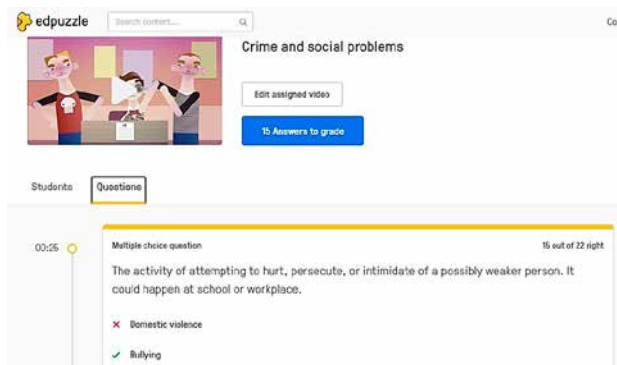 edpuzzle
Search content...
Co
Crime and social problems
Edit assigned video
15 Answers to grade
Students
Questions
00:26
Multiple choice question
15 out of 22 right
The activity of attempting to hurt, persecute, or intimidate of a possibly weaker person. It
could happen at school or workplace.
Domestic violence
Bullying